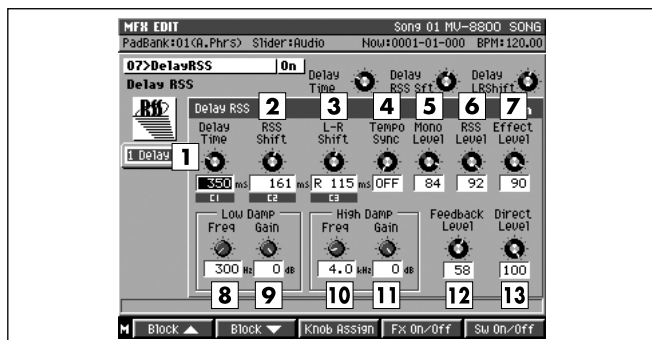 MFX EDIT Song 01 MV-8800 SONG
PadBank:01(A.Phrs) Slider:Audio Now:0001-01-000 BPM:120.00
07>DelayRSS On
Delay Time Delay RSS Sft Delay LRShift
Delay RSS
RSS
1 Delay
Delay RSS
1 2 3 4 5 6 7
Delay Time RSS Shift L-R Shift Tempo Sync Mono Level RSS Level Effect Level
350 ms 161 ms R 115 ms OFF 84 92 90
C1 C2 C3
Low Damp High Damp
Freq Gain Freq Gain Feedback Level Direct Level
300 Hz 0 dB 4.0 kHz 0 dB 58 100
8 9 10 11 12 13
M Block ▲ Block ▼ Knob Assign FX On/Off Sw On/Off